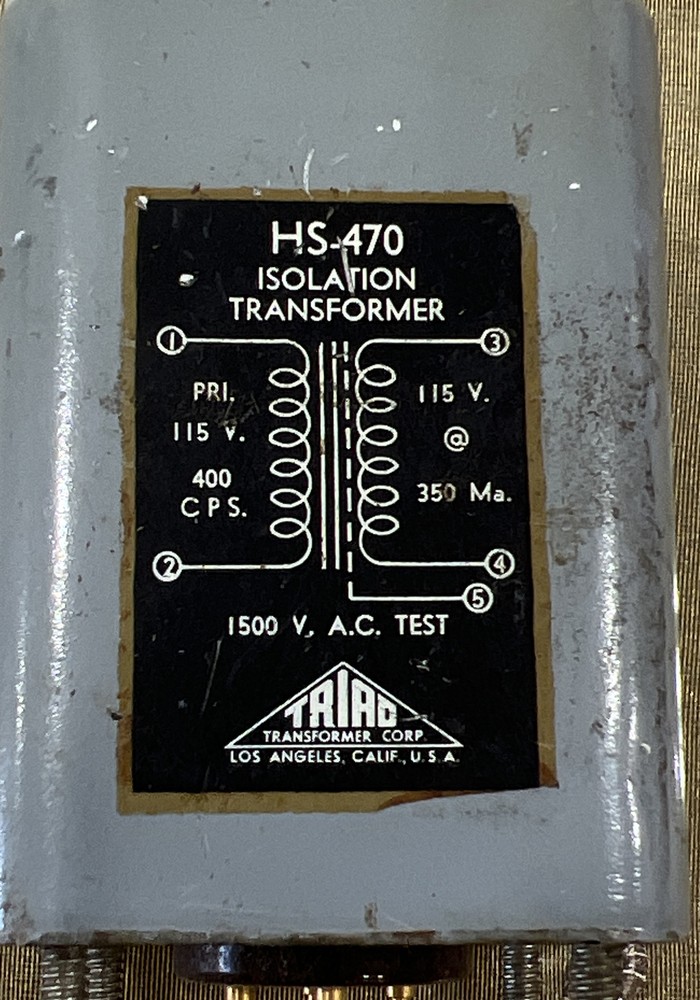 HS-470
ISOLATION
TRANSFORMER
1 3
PRI. 115 V.
115 V. @
400
C P S. 350 Ma.
2 4
5
1500 V. A.C. TEST
TRIAD
TRANSFORMER CORP.
LOS ANGELES, CALIF., U.S.A.